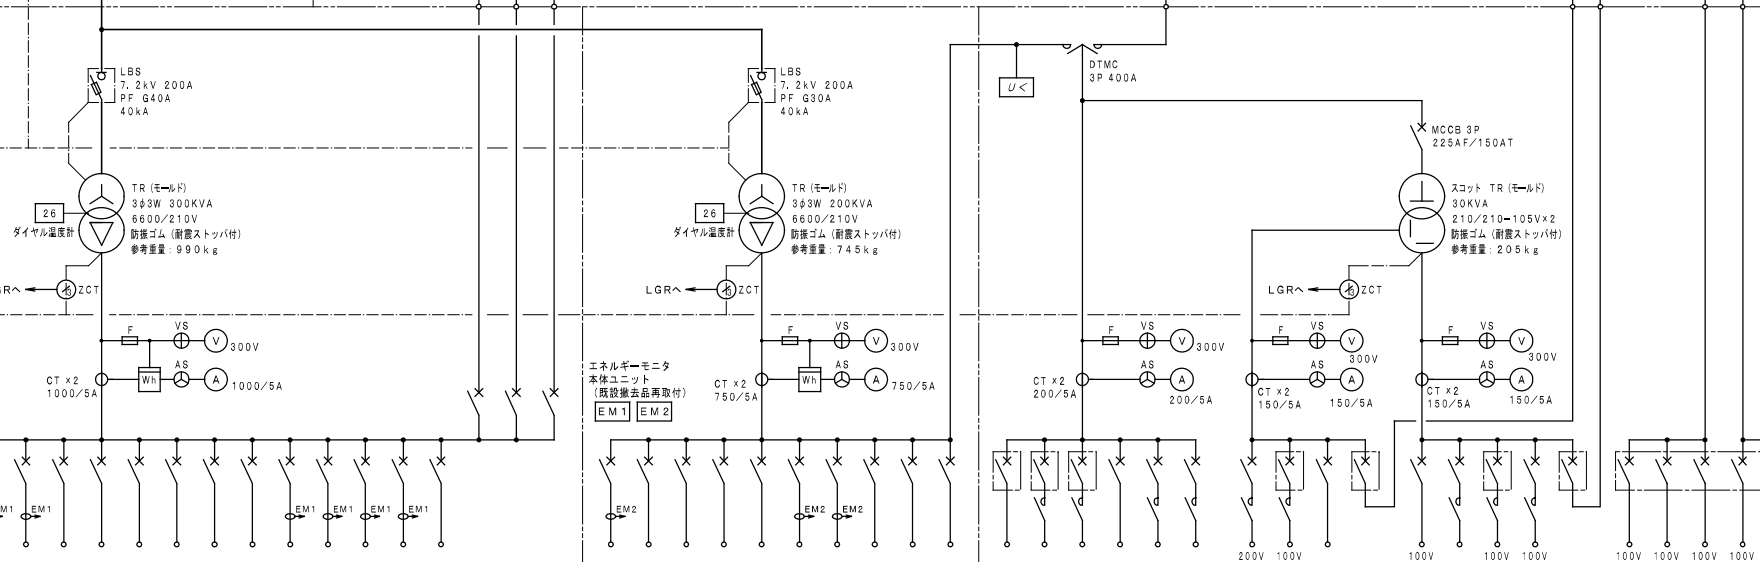 LBS
7.2kV 200A
PF G40A
40kA
TR (モールド)
3φ3W 300KVA
6600/210V
防振ゴム (耐震ストッパ付)
参考重量:990kg
26
ダイヤル温度計
GRへ
ZCT
F
VS
V
300V
Wh
AS
A
1000/5A
CT ×2
1000/5A
M1
EM1
EM1
EM1
EM1
EM1
LBS
7.2kV 200A
PF G30A
40kA
TR (モールド)
3φ3W 200KVA
6600/210V
防振ゴム (耐震ストッパ付)
参考重量:745kg
26
ダイヤル温度計
LGRへ
ZCT
F
VS
V
300V
Wh
AS
A
750/5A
CT ×2
750/5A
エネルギーモニタ
本体ユニット
(既設撤去品再取付)
EM1
EM2
EM2
EM2
EM2
U<
DTMC
3P 400A
MCCB 3P
225AF/150AT
スコット TR (モールド)
30KVA
210/210-105V×2
防振ゴム (耐震ストッパ付)
参考重量:205kg
LGRへ
ZCT
F
VS
V
300V
AS
A
200/5A
CT ×2
200/5A
F
VS
V
300V
AS
A
150/5A
CT ×2
150/5A
F
VS
V
300V
AS
A
150/5A
CT ×2
150/5A
200V
100V
100V
100V
100V
100V
100V
100V
100V